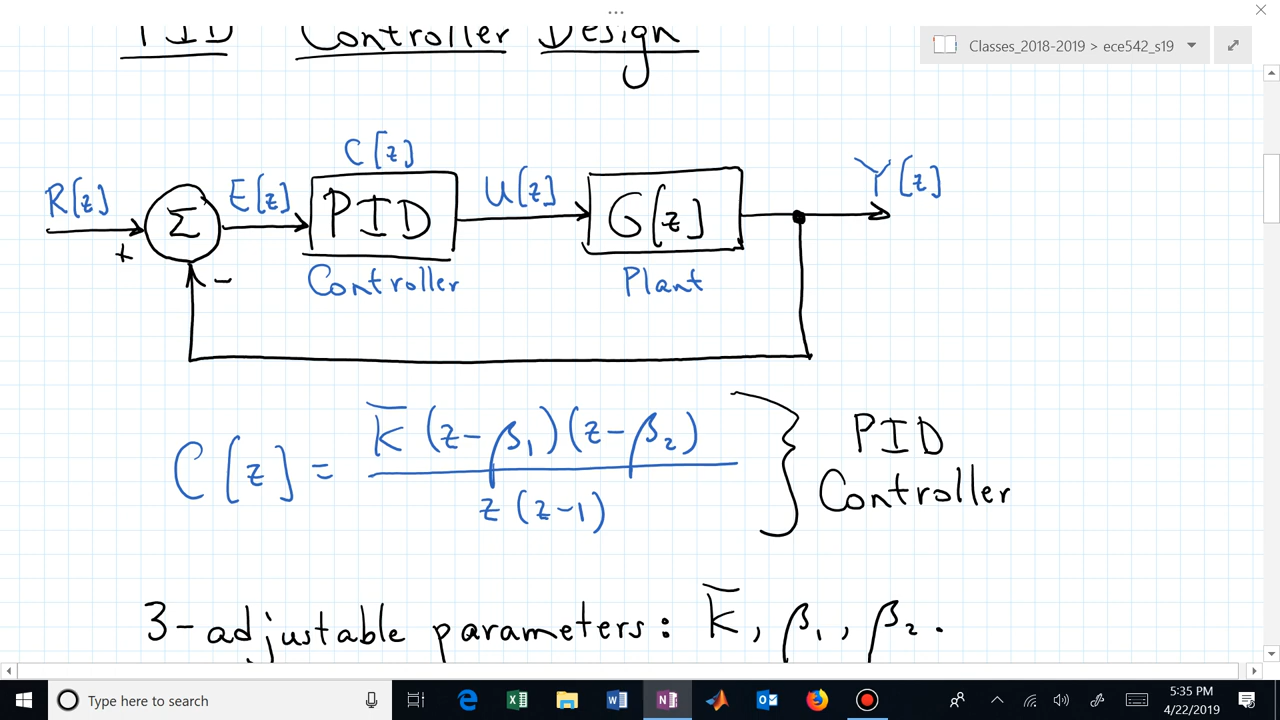 PID Controller Design
Classes_2018-2019 > ece542_s19
C[z]
R[z] + Σ - E[z] PID U[z] G[z] Y[z]
Controller Plant
C[z] = K̅ (z-β₁)(z-β₂) / z(z-1) } PID Controller
3-adjustable parameters: K̅, β₁, β₂.
Type here to search
5:35 PM
4/22/2019